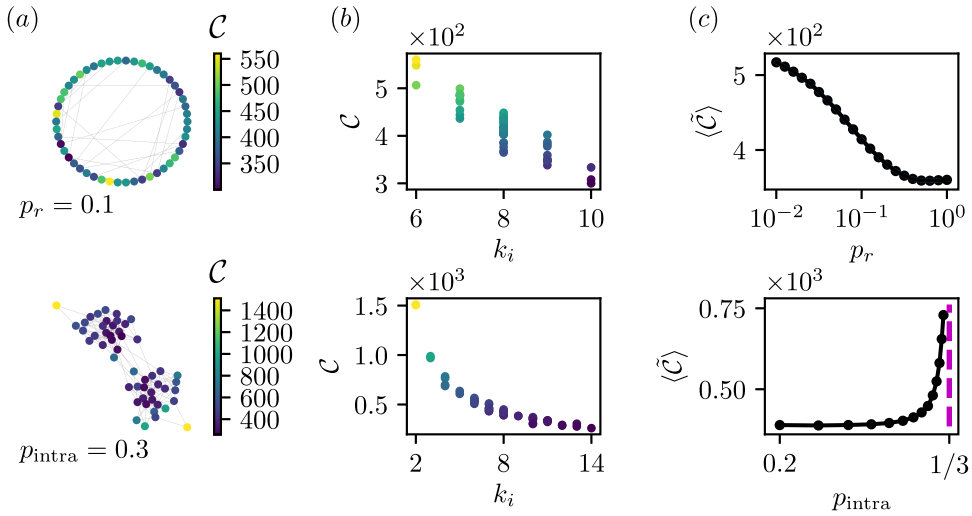 (a)
𝒞
550
500
450
400
350
p_r = 0.1
(b)
×10²
5
4
3
𝒞
6
8
10
k_i
(c)
×10²
5
4
⟨𝒞̃⟩
10⁻²
10⁻¹
10⁰
p_r
𝒞
1400
1200
1000
800
600
400
p_intra = 0.3
×10³
1.5
1.0
0.5
𝒞
2
8
14
k_i
×10³
0.75
0.50
⟨𝒞̃⟩
0.2
1/3
p_intra